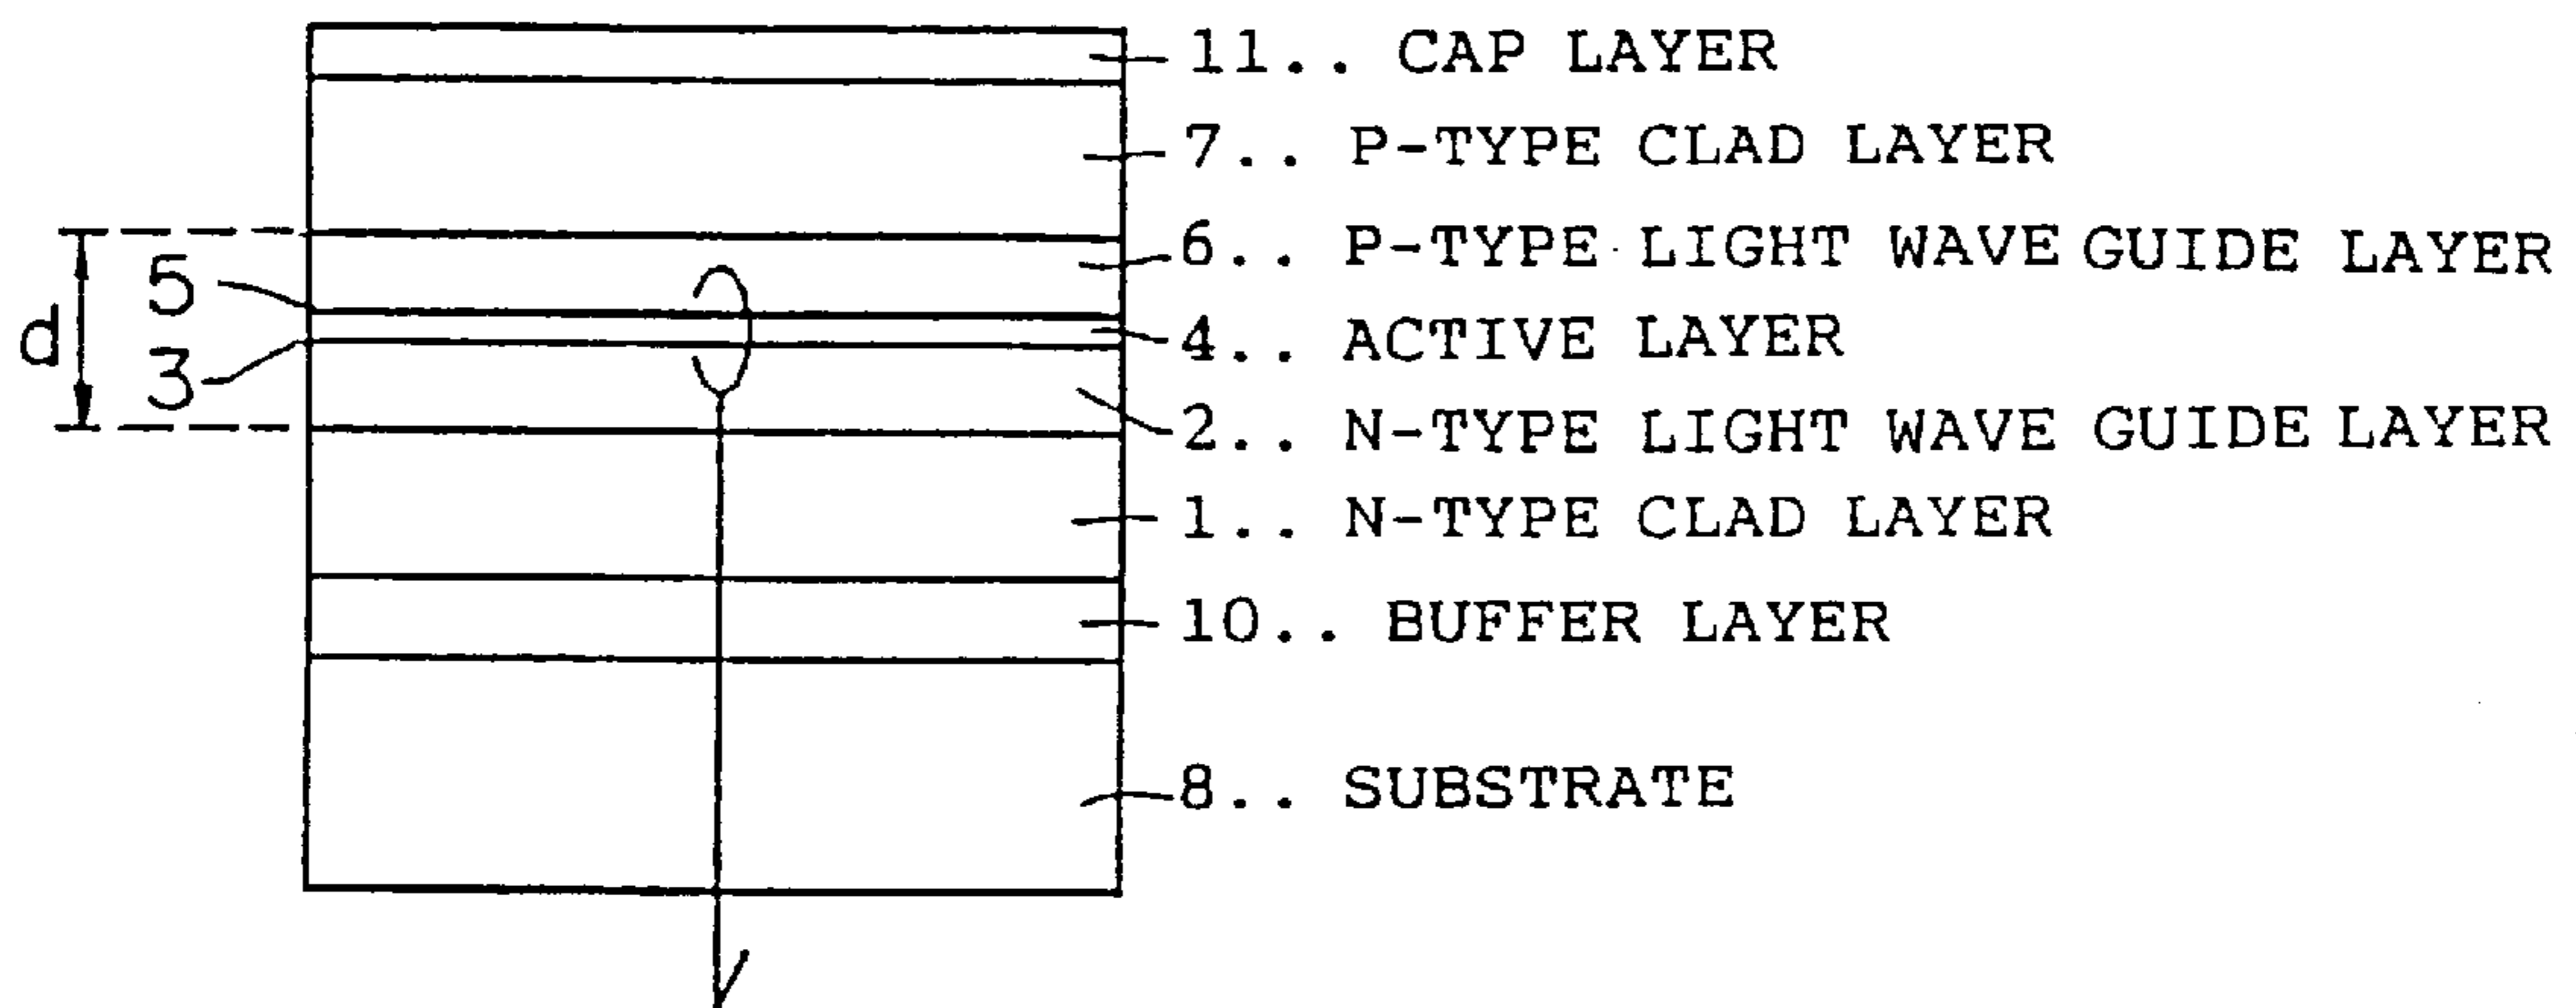 11.. CAP LAYER
7.. P-TYPE CLAD LAYER
6.. P-TYPE LIGHT WAVE GUIDE LAYER
5
d
4.. ACTIVE LAYER
3
2.. N-TYPE LIGHT WAVE GUIDE LAYER
1.. N-TYPE CLAD LAYER
10.. BUFFER LAYER
8.. SUBSTRATE